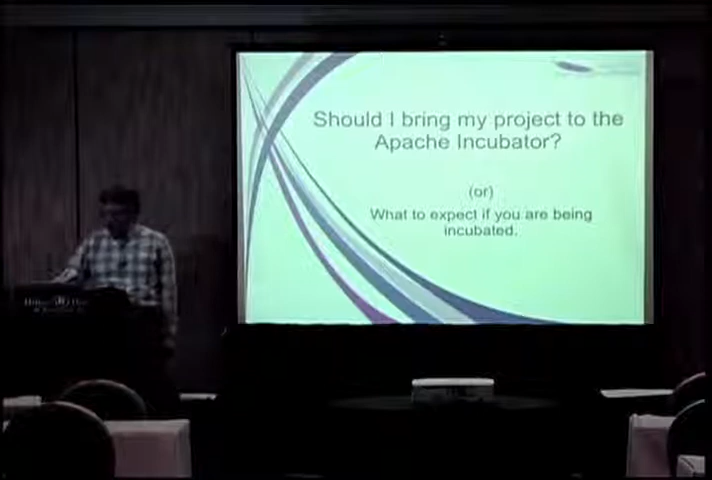 Should I bring my project to the
Apache Incubator?
(or)
What to expect if you are being
incubated.